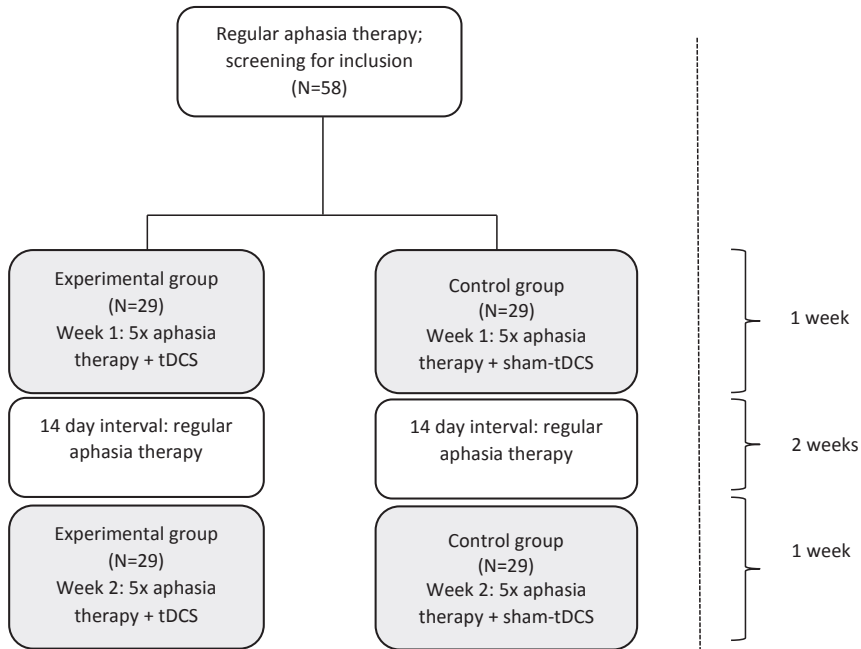 Regular aphasia therapy;
screening for inclusion
(N=58)
Experimental group
(N=29)
Week 1: 5x aphasia
therapy + tDCS
Control group
(N=29)
Week 1: 5x aphasia
therapy + sham-tDCS
1 week
14 day interval: regular
aphasia therapy
14 day interval: regular
aphasia therapy
2 weeks
Experimental group
(N=29)
Week 2: 5x aphasia
therapy + tDCS
Control group
(N=29)
Week 2: 5x aphasia
therapy + sham-tDCS
1 week